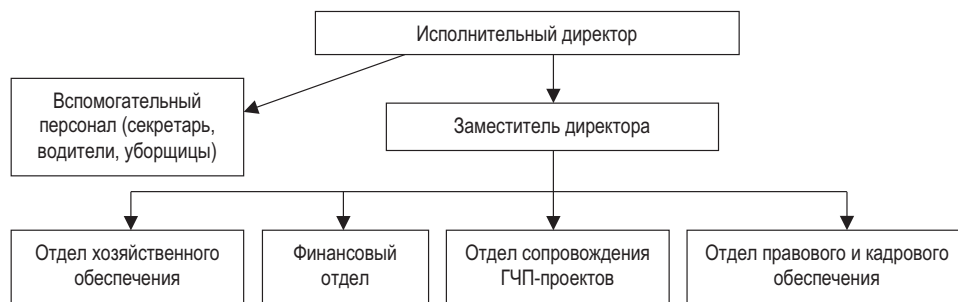 Исполнительный директор
Вспомогательный
персонал (секретарь,
водители, уборщицы)
Заместитель директора
Отдел хозяйственного
обеспечения
Финансовый
отдел
Отдел сопровождения
ГЧП-проектов
Отдел правового и кадрового
обеспечения